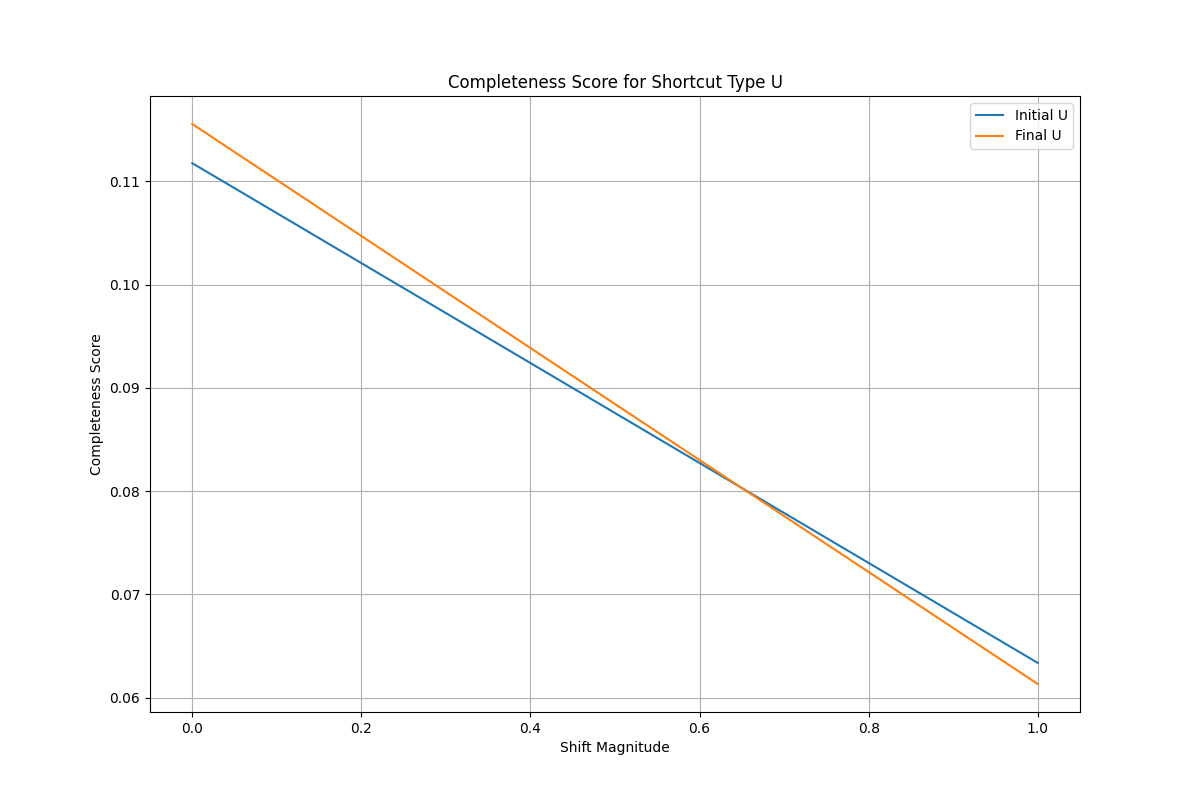 Completeness Score for Shortcut Type U
Initial U
Final U
0.11
0.10
0.09
0.08
0.07
0.06
Completeness Score
0.0 0.2 0.4 0.6 0.8 1.0
Shift Magnitude